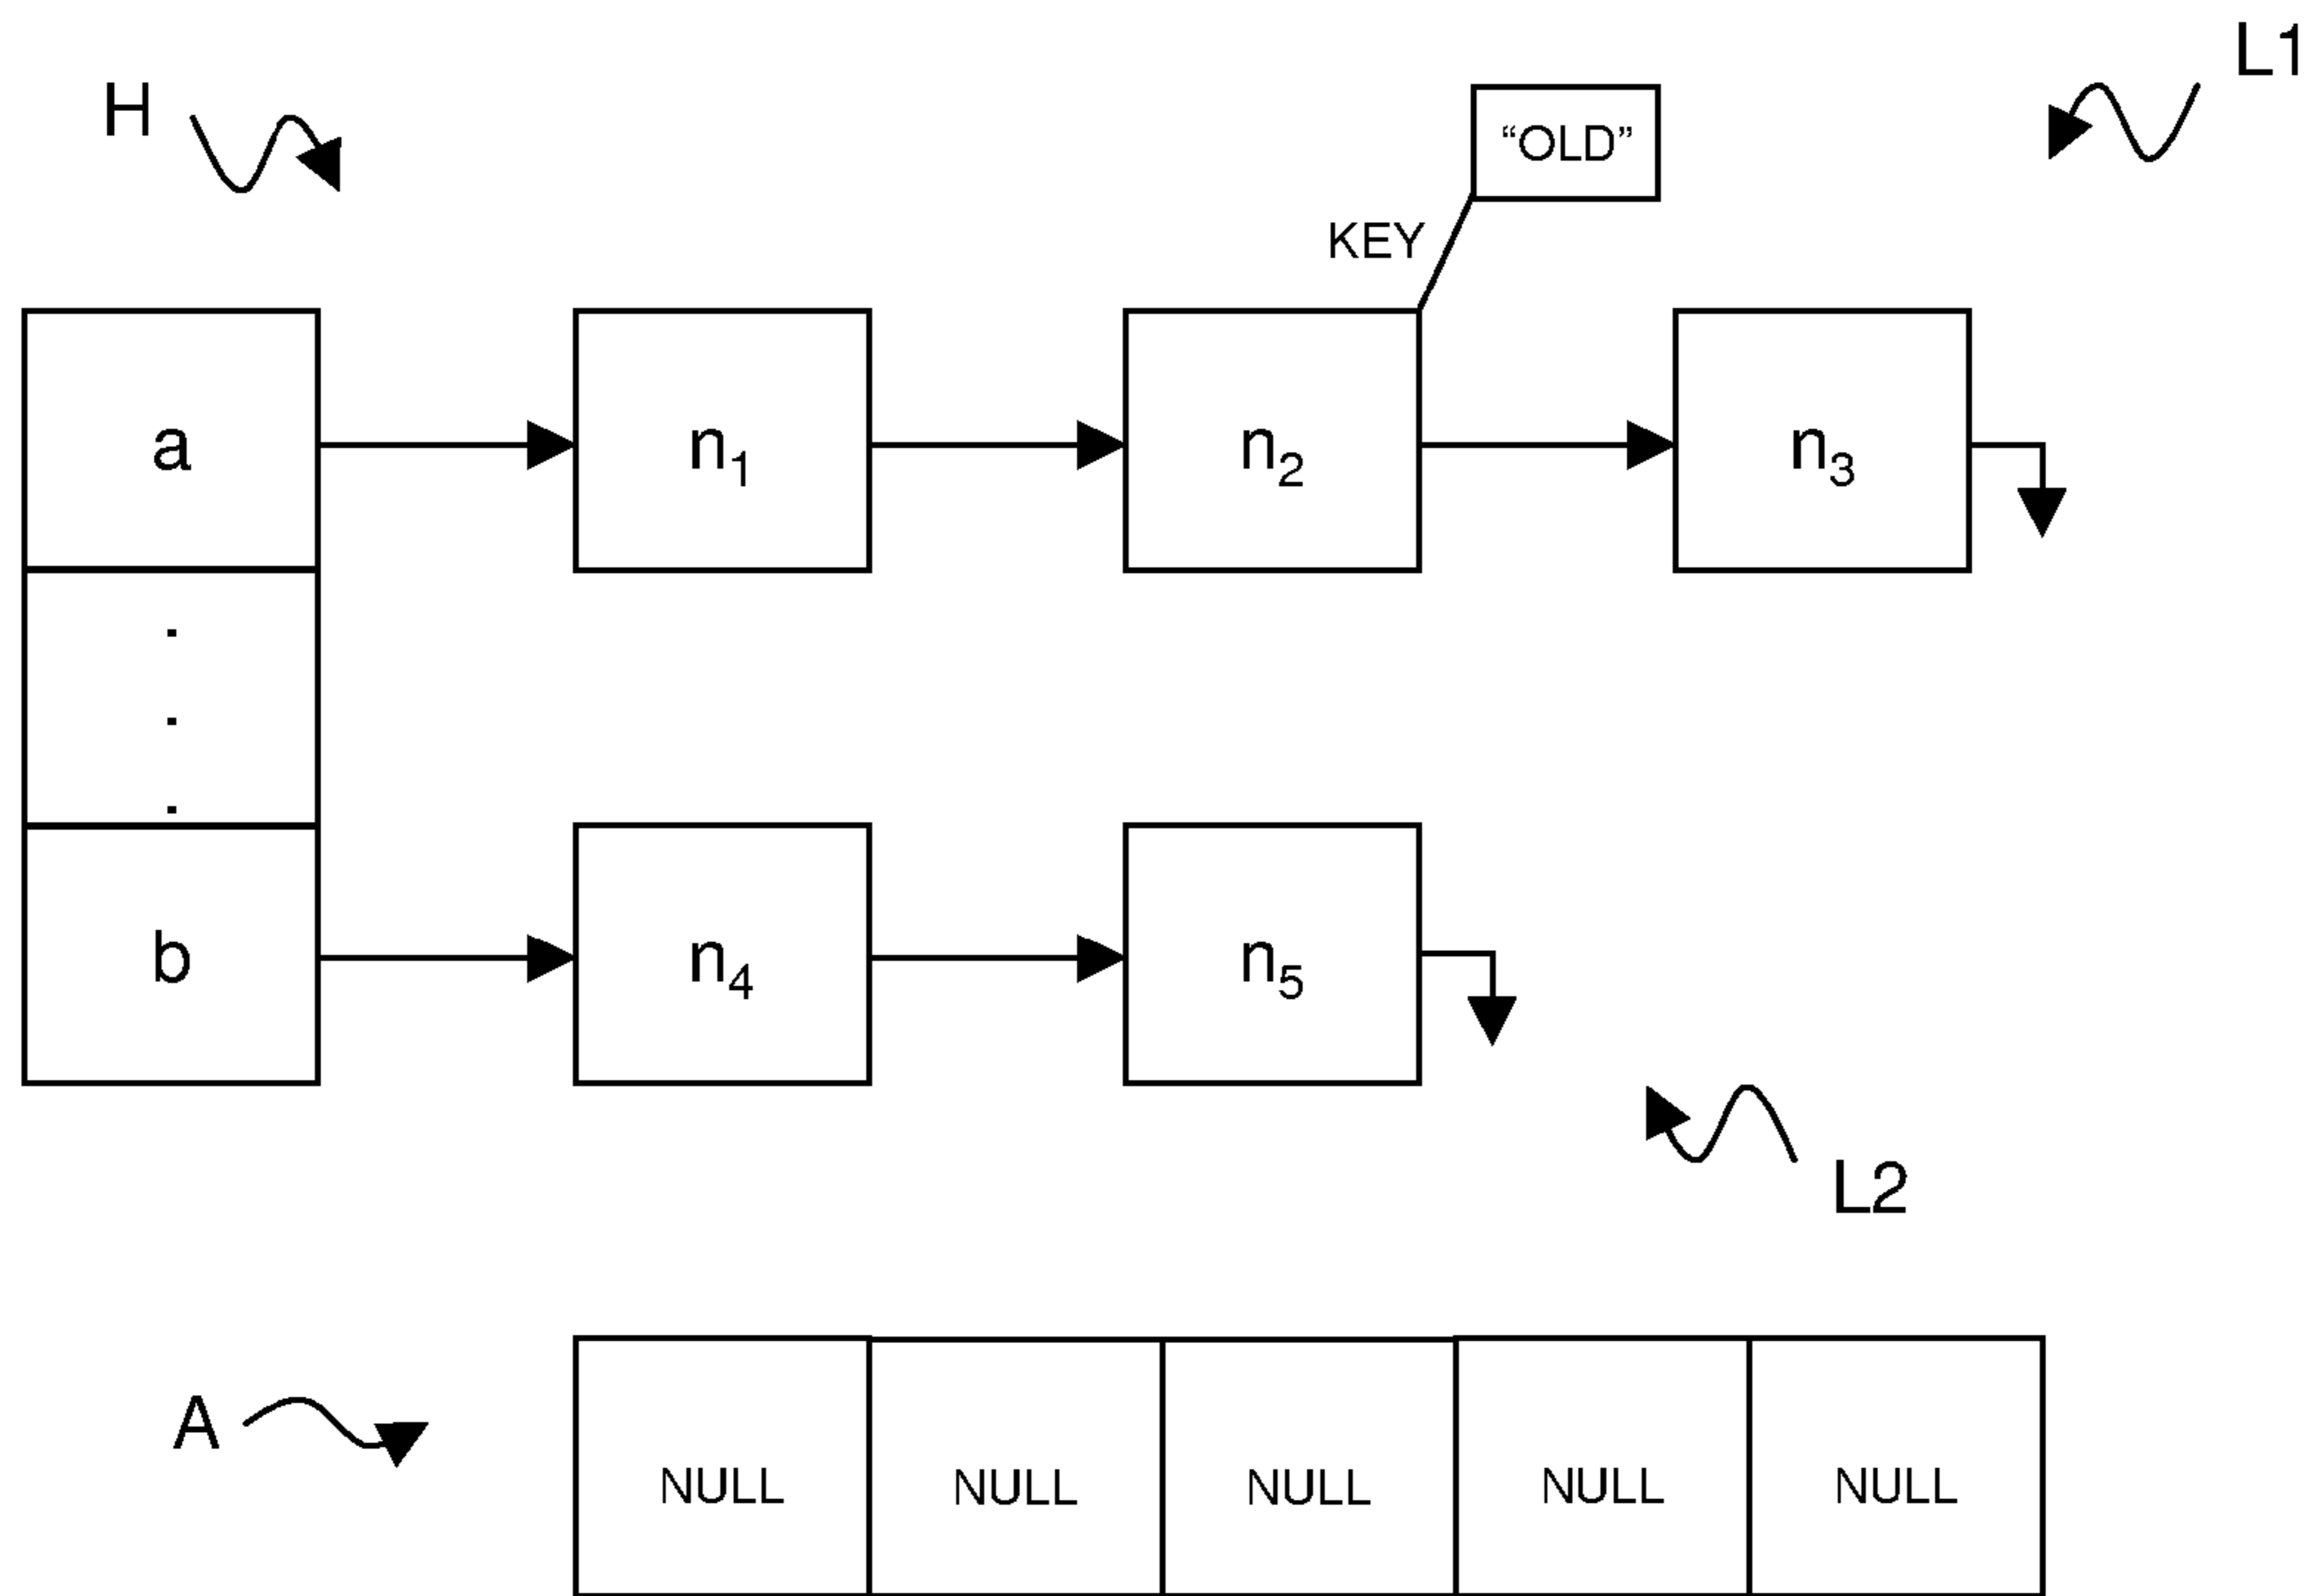 L1
H
“OLD”
KEY
a n₁ n₂ n₃
.
.
.
b n₄ n₅
L2
A
NULL NULL NULL NULL NULL